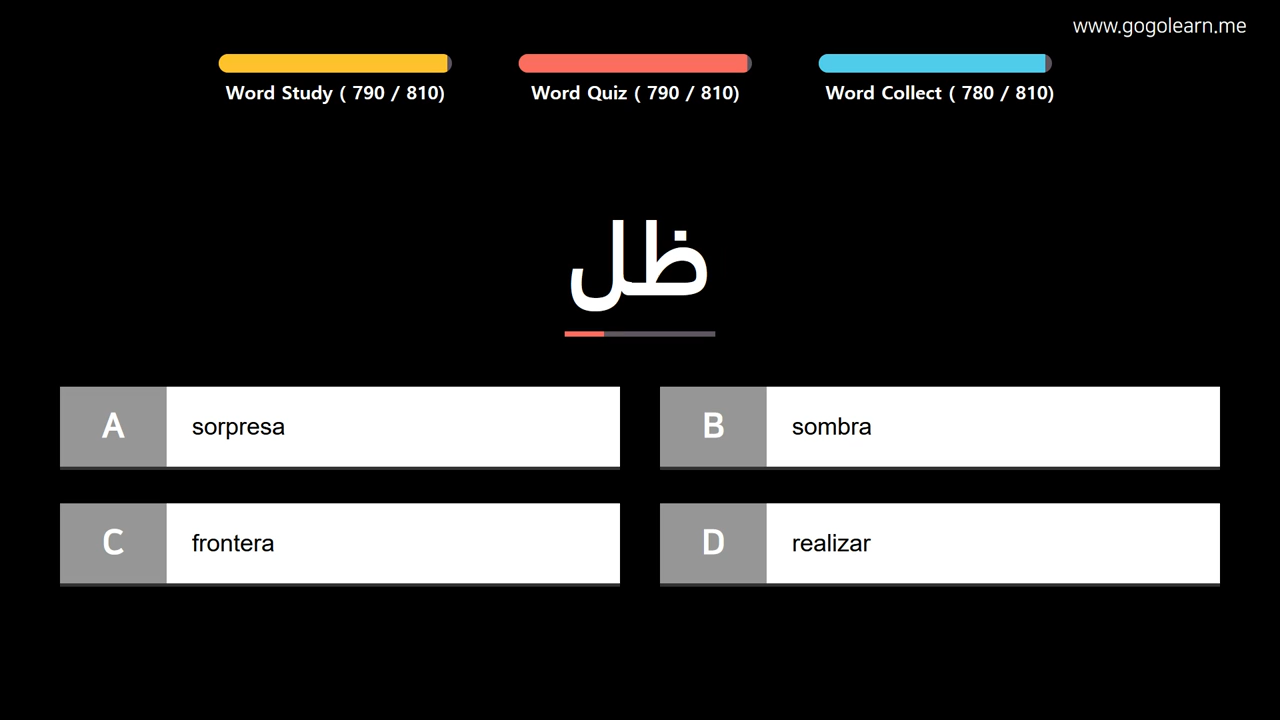 www.gogolearn.me
Word Study ( 790 / 810)
Word Quiz ( 790 / 810)
Word Collect ( 780 / 810)
ظل
A sorpresa
B sombra
C frontera
D realizar